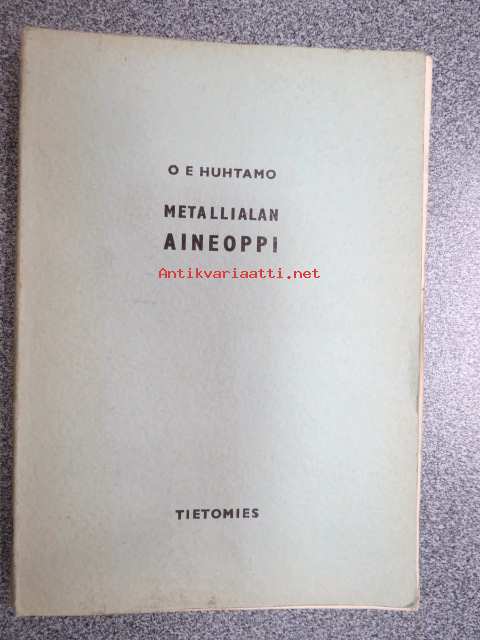 O E HUHTAMO
METALLIALAN
AINEOPPI
Antikvariaatti.net
TIETOMIES